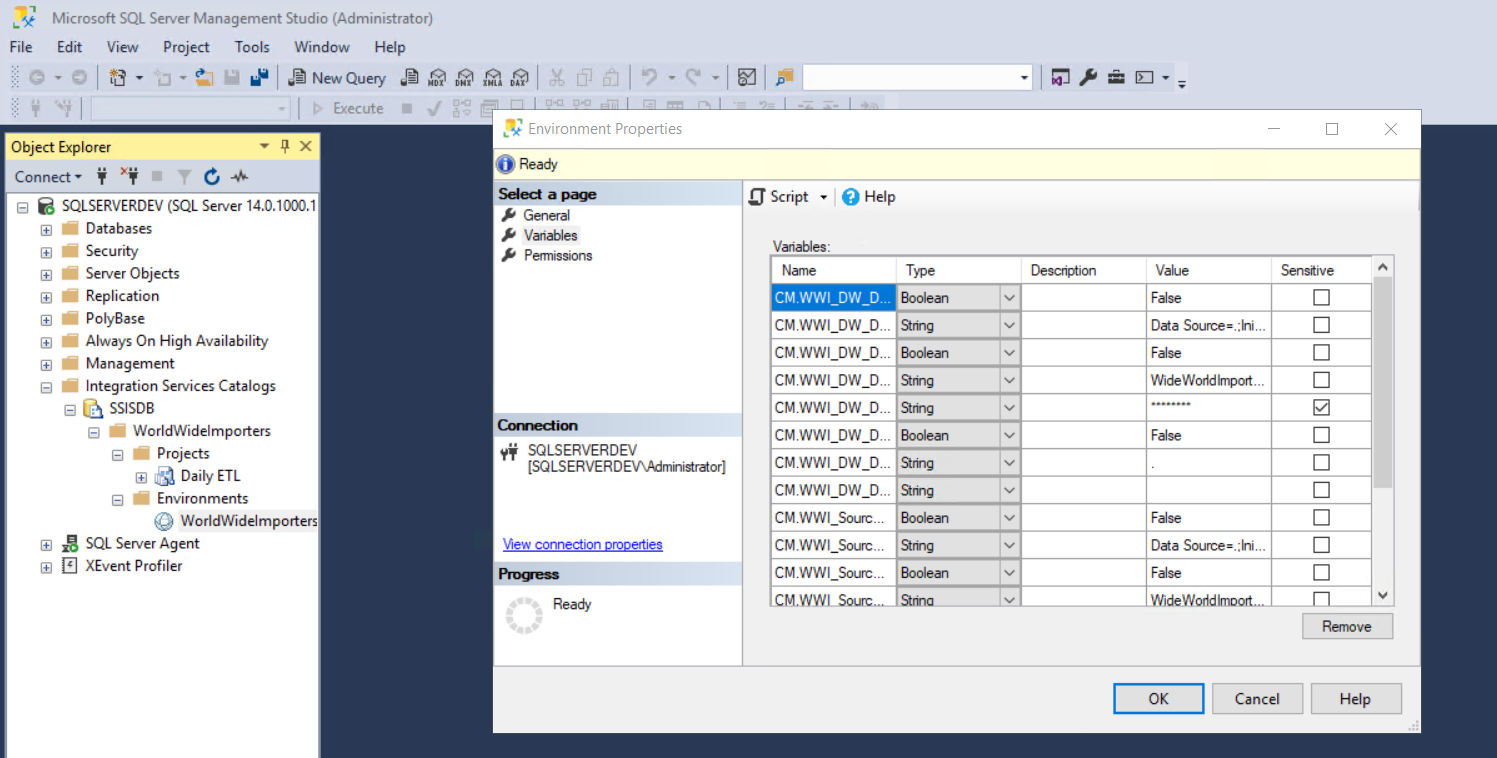 Microsoft SQL Server Management Studio (Administrator)
File Edit View Project Tools Window Help
New Query MDX DMX XMLA DAX
Execute
Object Explorer
Connect
SQLSERVERDEV (SQL Server 14.0.1000.1
Databases
Security
Server Objects
Replication
PolyBase
Always On High Availability
Management
Integration Services Catalogs
SSISDB
WorldWideImporters
Projects
Daily ETL
Environments
WorldWideImporters
SQL Server Agent
XEvent Profiler
Environment Properties
Ready
Select a page
General
Variables
Permissions
Connection
SQLSERVERDEV
[SQLSERVERDEV\Administrator]
View connection properties
Progress
Ready
Script Help
Variables:
Name Type Description Value Sensitive
CM.WWI_DW_D... Boolean False
CM.WWI_DW_D... String Data Source=.;Ini...
CM.WWI_DW_D... Boolean False
CM.WWI_DW_D... String WideWorldImport...
CM.WWI_DW_D... String ********
CM.WWI_DW_D... Boolean False
CM.WWI_DW_D... String .
CM.WWI_DW_D... String
CM.WWI_Sourc... Boolean False
CM.WWI_Sourc... String Data Source=.;Ini...
CM.WWI_Sourc... Boolean False
CM.WWI_Sourc... String WideWorldImport...
Remove
OK Cancel Help